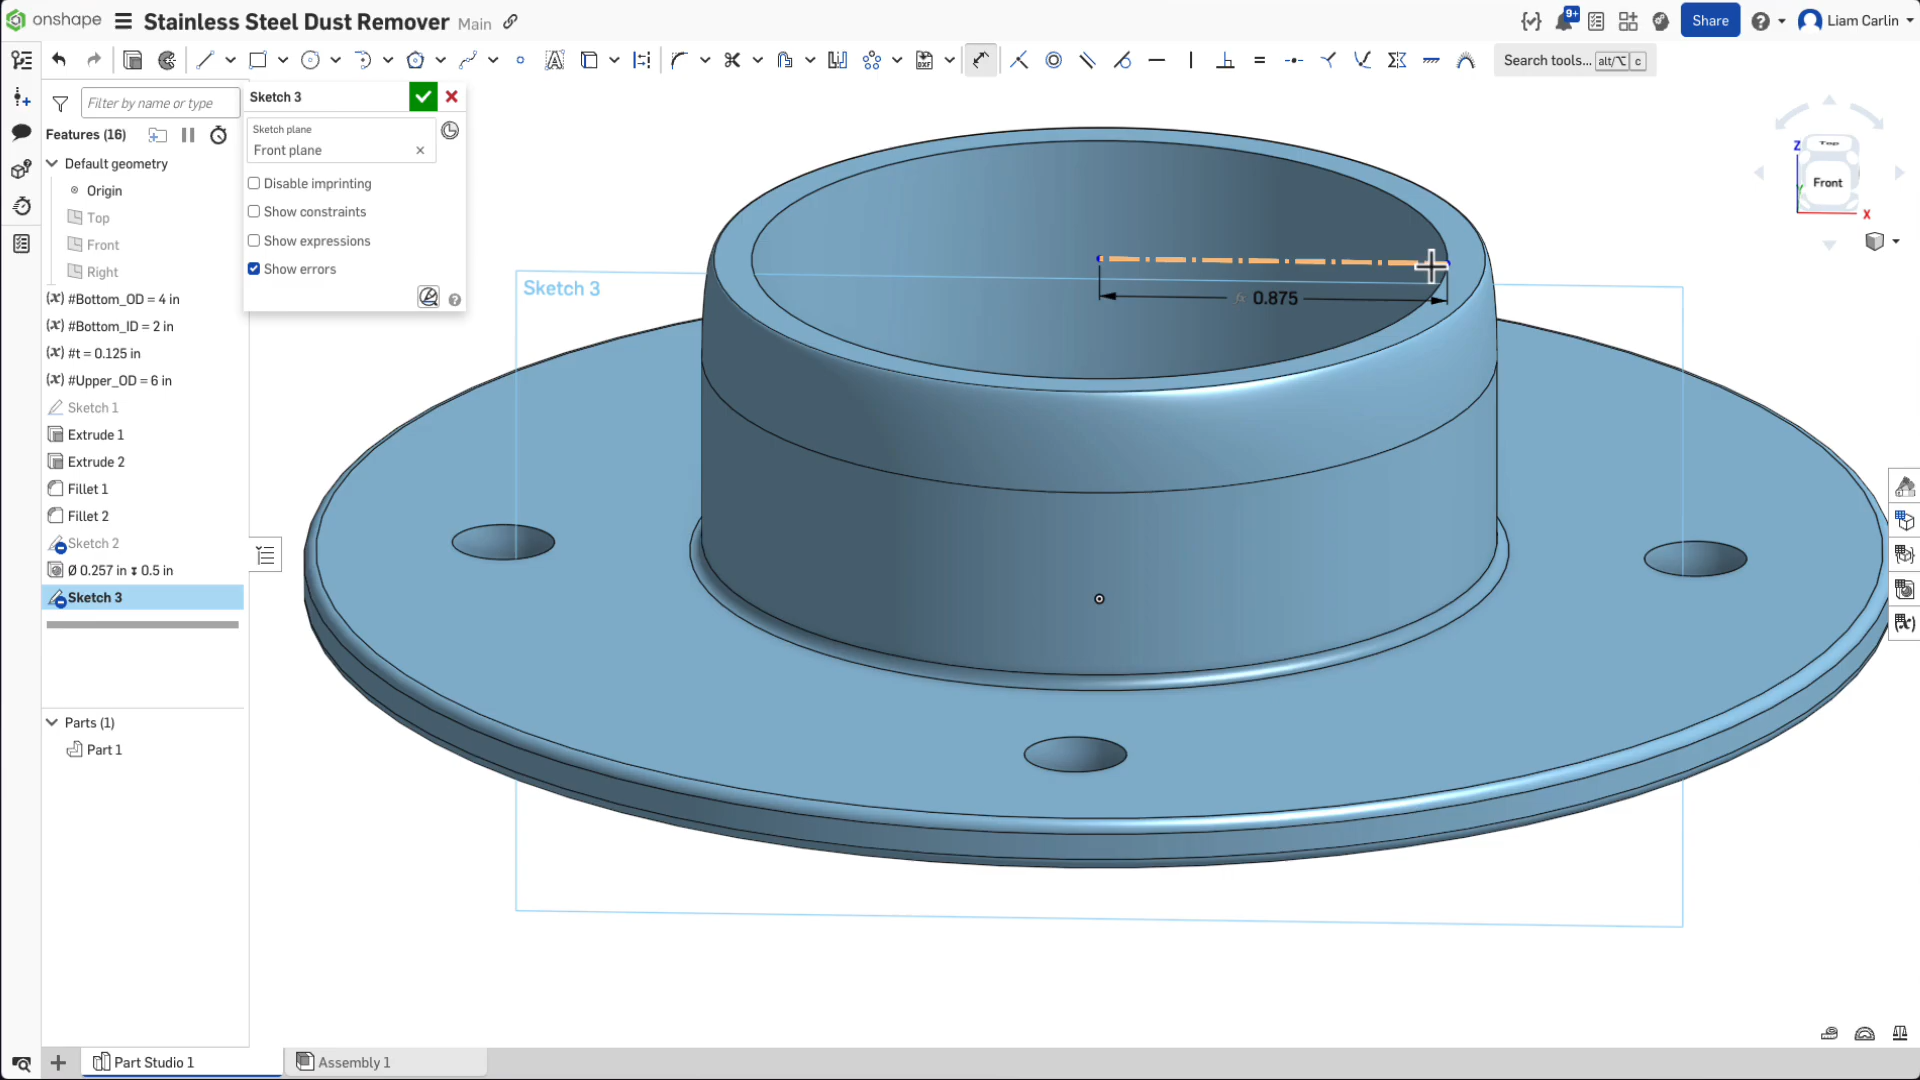 onshape
Stainless Steel Dust Remover Main
9+
Share
Liam Carlin
DXF
Search tools... alt/⌥ c
Filter by name or type
Features (16)
Default geometry
Origin
Top
Front
Right
(x) #Bottom_OD = 4 in
(x) #Bottom_ID = 2 in
(x) #t = 0.125 in
(x) #Upper_OD = 6 in
Sketch 1
Extrude 1
Extrude 2
Fillet 1
Fillet 2
Sketch 2
Ø 0.257 in ↧ 0.5 in
Sketch 3
Parts (1)
Part 1
Sketch 3
Sketch plane
Front plane
Disable imprinting
Show constraints
Show expressions
Show errors
Sketch 3
fx 0.875
Top
Front
Z
Y
X
Part Studio 1
Assembly 1